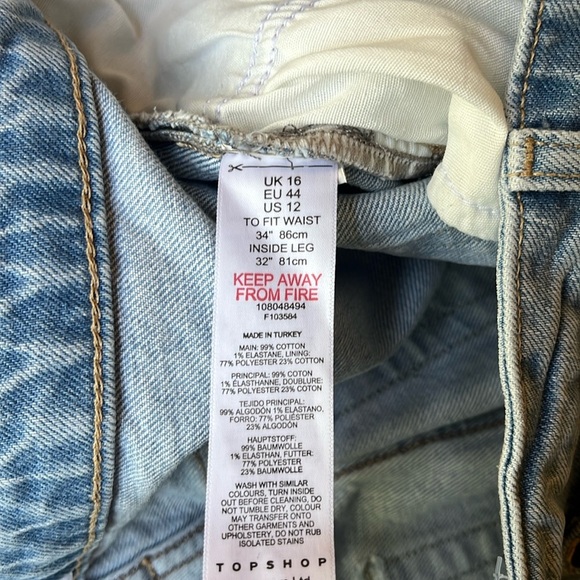 UK 16
EU 44
US 12
TO FIT WAIST
34" 86cm
INSIDE LEG
32" 81cm
KEEP AWAY
FROM FIRE
108048494
F103584
MADE IN TURKEY
MAIN: 99% COTTON
1% ELASTANE, LINING:
77% POLYESTER 23% COTTON
PRINCIPAL: 99% COTON
1% ÉLASTHANNE, DOUBLURE:
77% POLYESTER 23% COTON
TEJIDO PRINCIPAL:
99% ALGODÓN 1% ELASTANO,
FORRO: 77% POLIÉSTER
23% ALGODÓN
HAUPTSTOFF:
99% BAUMWOLLE
1% ELASTHAN, FUTTER:
77% POLYESTER
23% BAUMWOLLE
WASH WITH SIMILAR
COLOURS, TURN INSIDE
OUT BEFORE CLEANING, DO
NOT TUMBLE DRY, COLOUR
MAY TRANSFER ONTO
OTHER GARMENTS AND
UPHOLSTERY, DO NOT RUB
ISOLATED STAINS
TOPSHOP